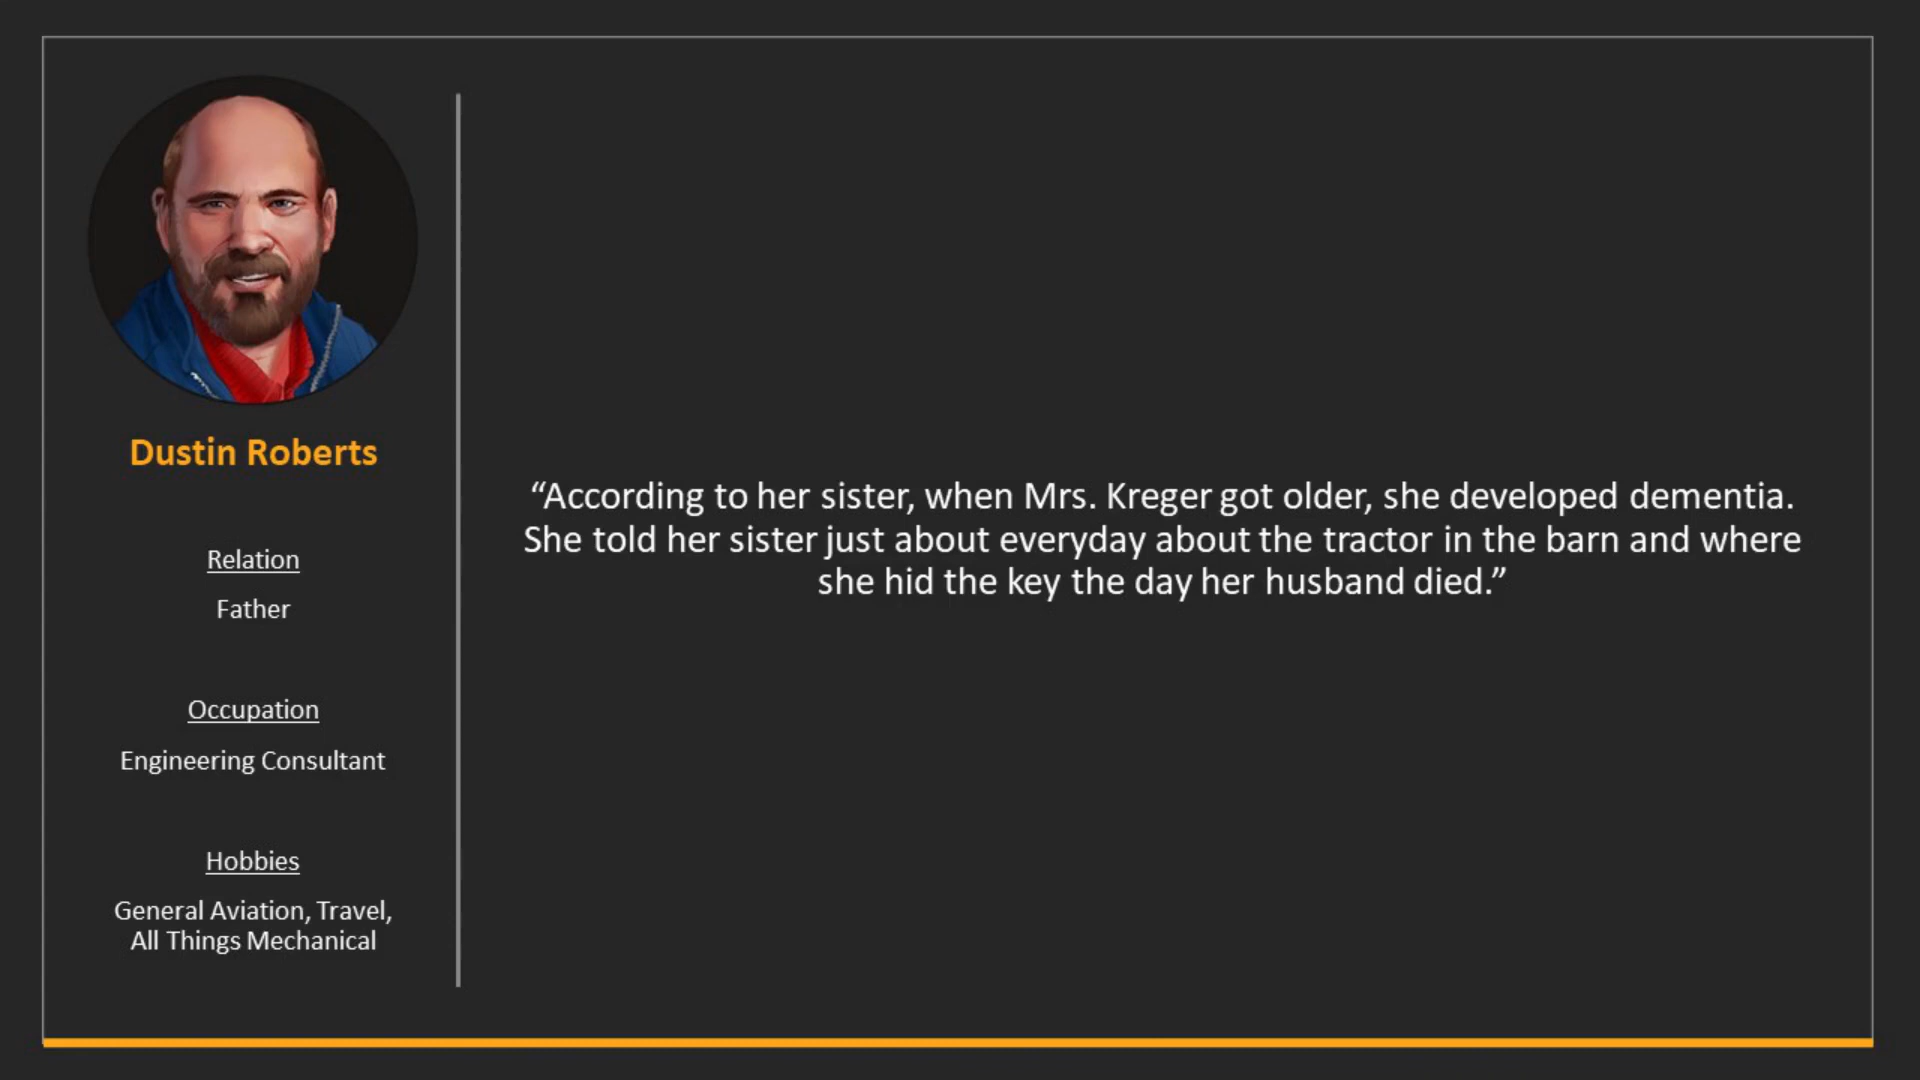 Dustin Roberts
Relation
Father
Occupation
Engineering Consultant
Hobbies
General Aviation, Travel,
All Things Mechanical
“According to her sister, when Mrs. Kreger got older, she developed dementia.
She told her sister just about everyday about the tractor in the barn and where
she hid the key the day her husband died.”